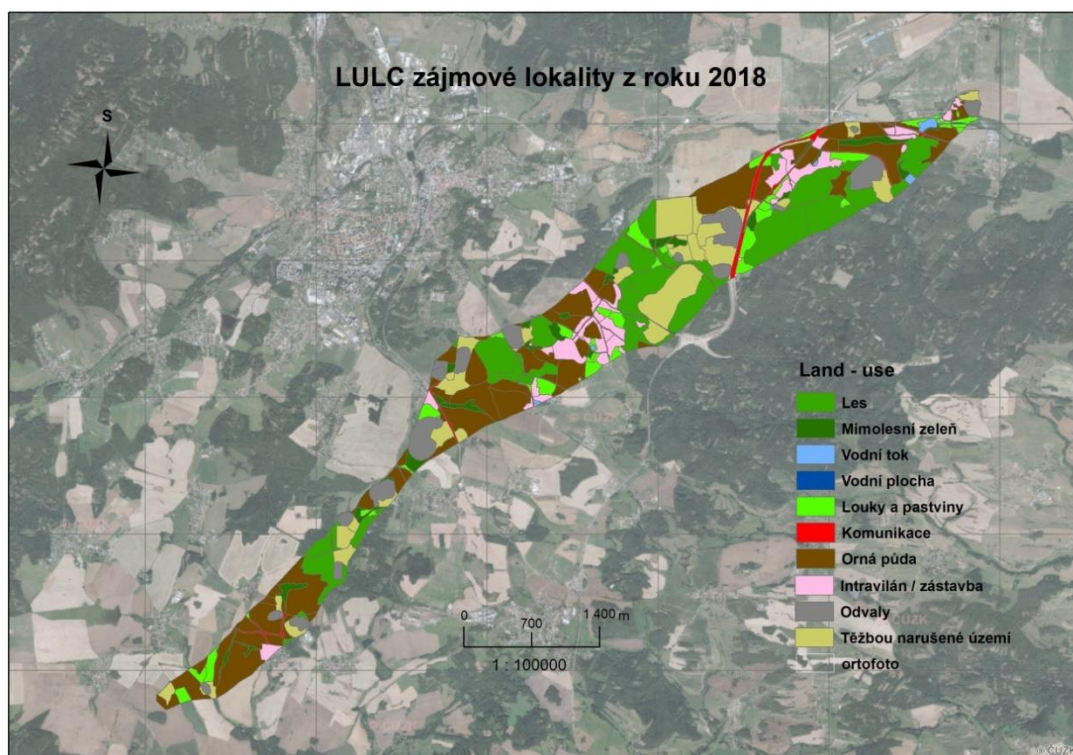 LULC zájmové lokality z roku 2018
S
Land - use
Les
Mimolesní zeleň
Vodní tok
Vodní plocha
Louky a pastviny
Komunikace
Orná půda
Intravilán / zástavba
Odvaly
Těžbou narušené území
ortofoto
0
700
1 400 m
1 : 100000
© ČÚZK